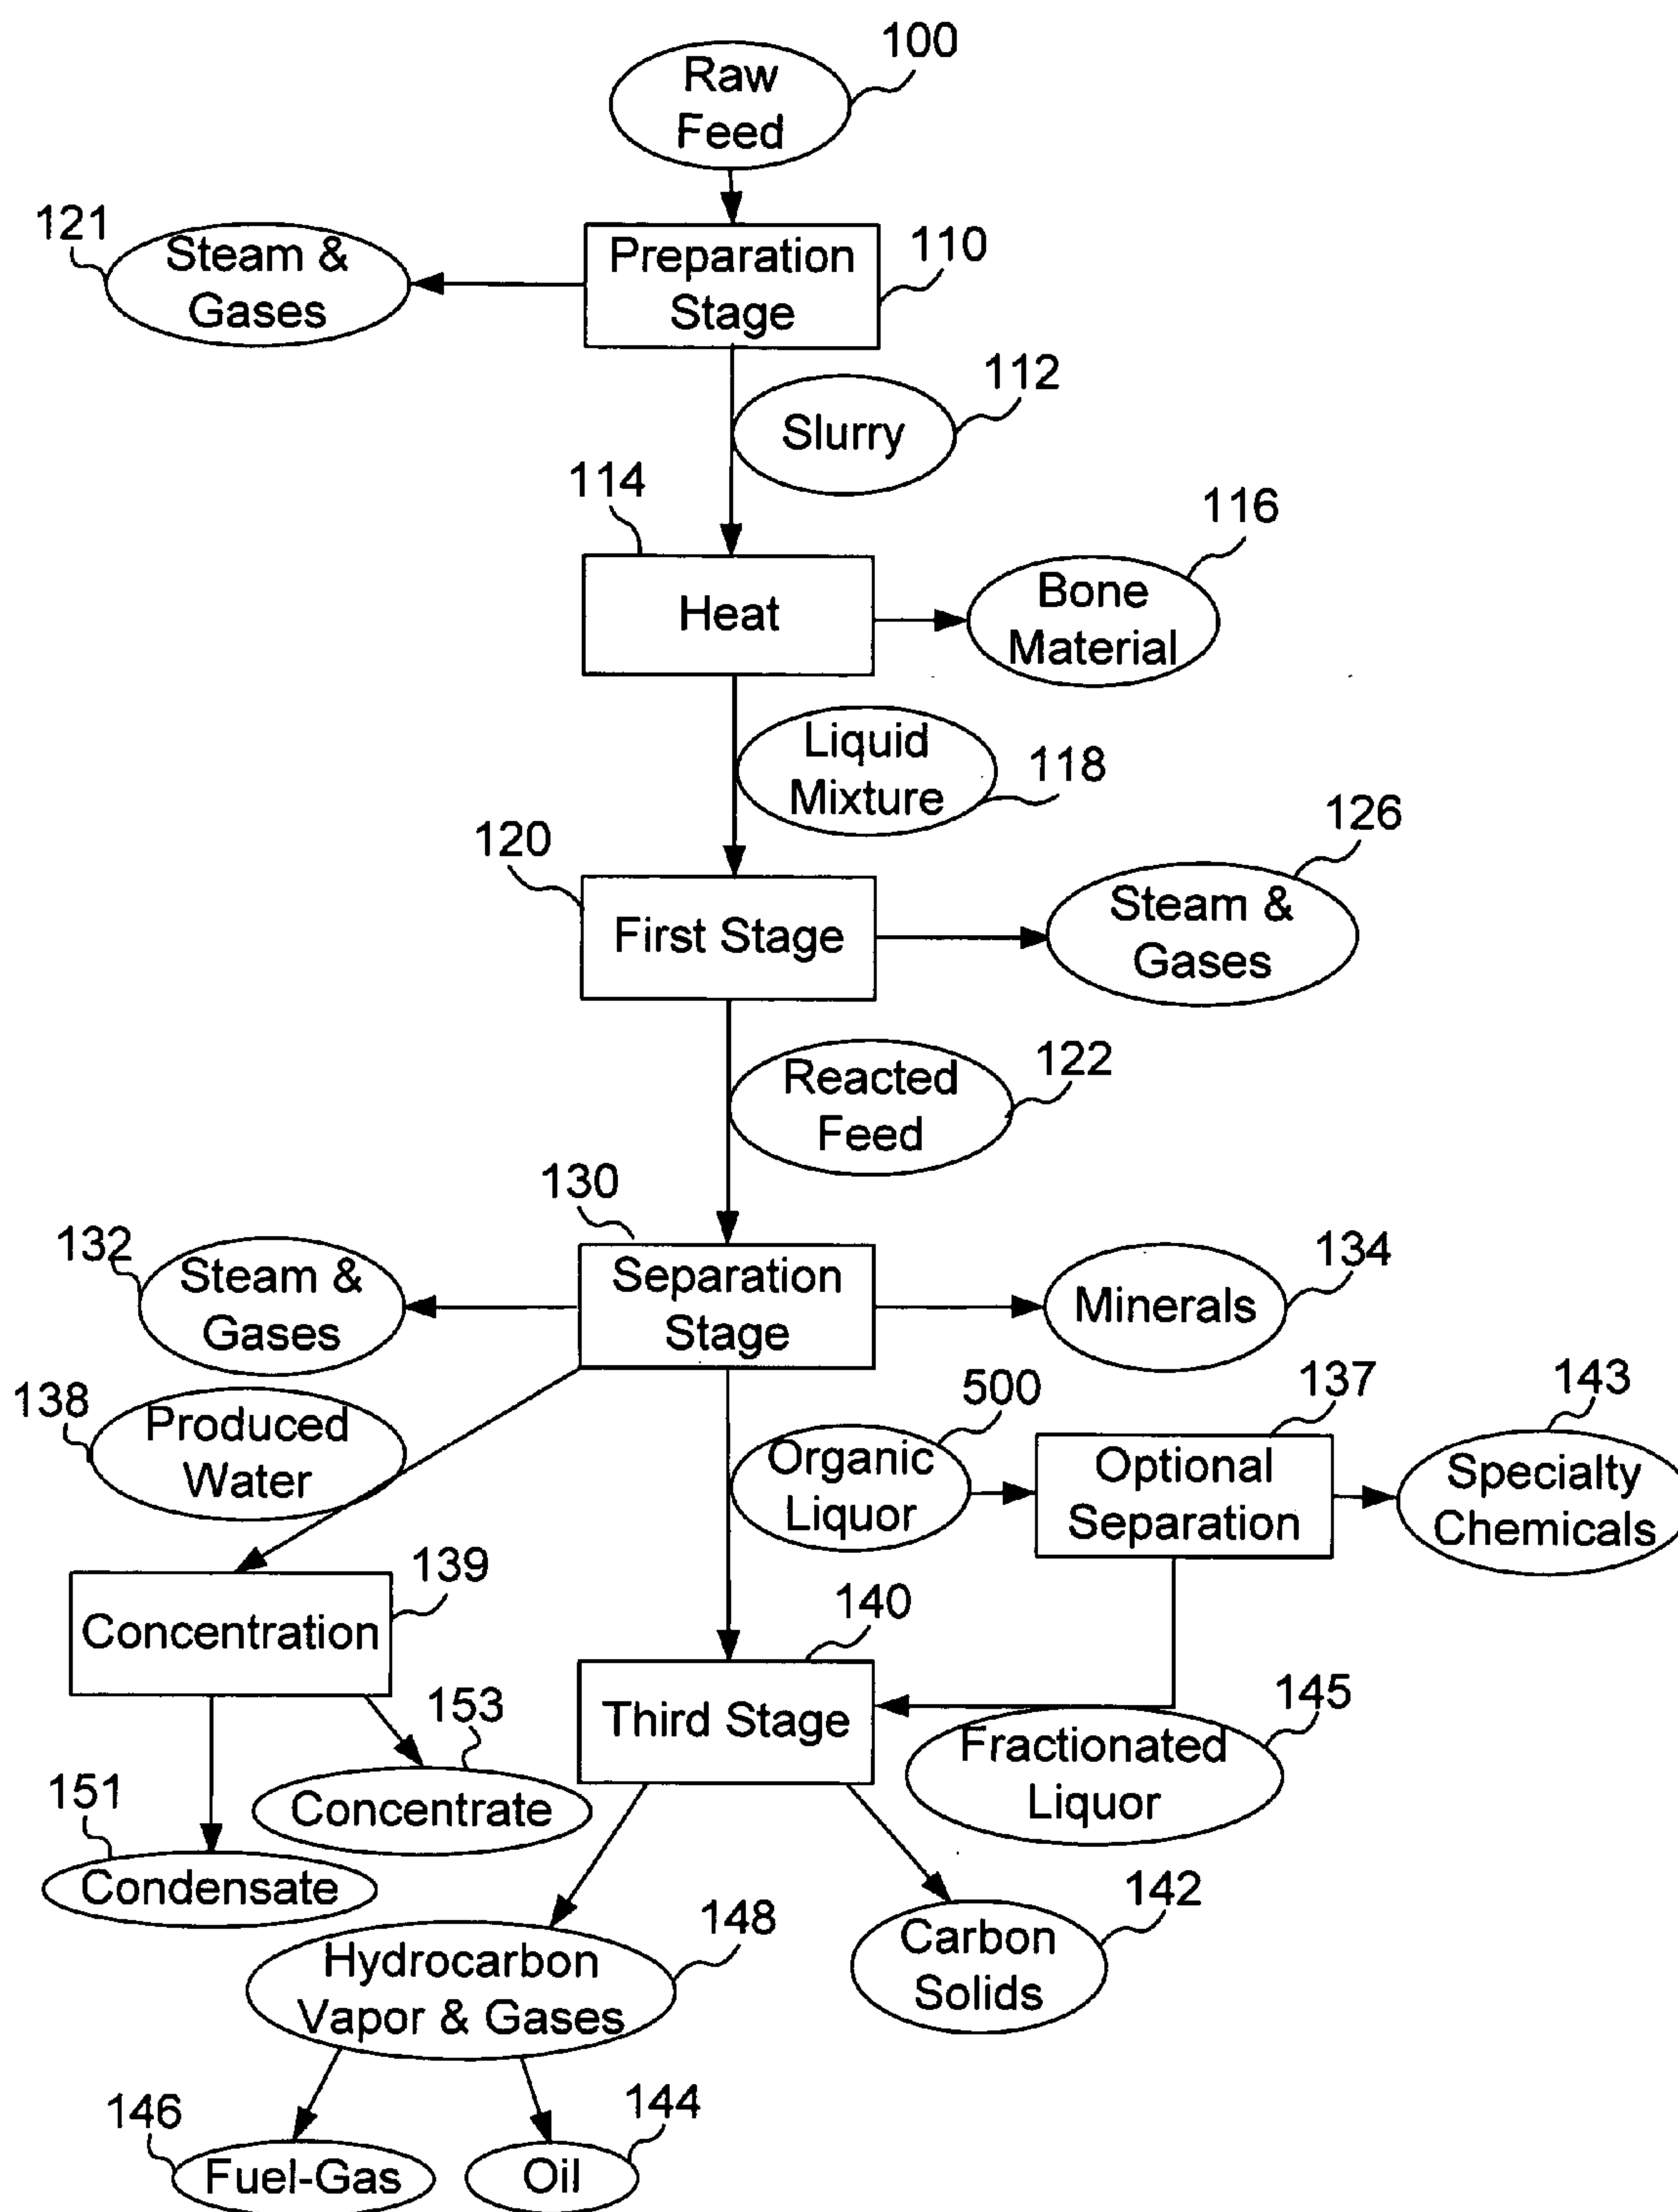 100
Raw
Feed
121
Steam &
Gases
Preparation
Stage
110
112
Slurry
114
116
Heat
Bone
Material
Liquid
Mixture
118
120
126
First Stage
Steam &
Gases
Reacted
Feed
122
130
132
Steam &
Gases
Separation
Stage
134
Minerals
138
Produced
Water
500
Organic
Liquor
137
Optional
Separation
143
Specialty
Chemicals
139
Concentration
140
Third Stage
145
Fractionated
Liquor
153
Concentrate
151
Condensate
148
Hydrocarbon
Vapor & Gases
142
Carbon
Solids
146
Fuel-Gas
144
Oil